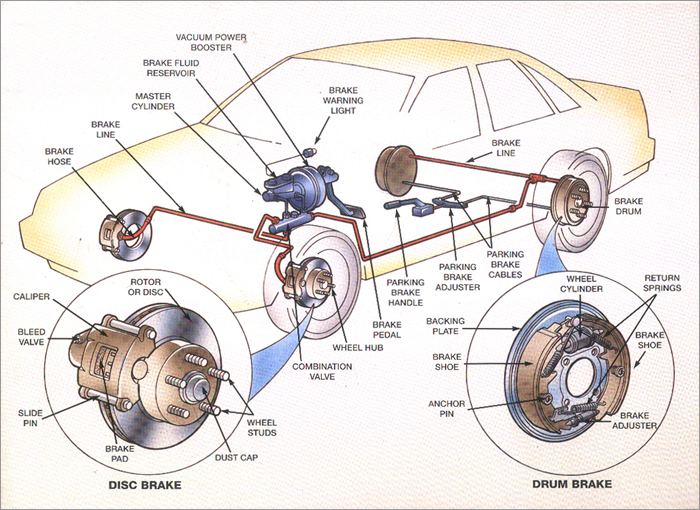 VACUUM POWER
BOOSTER
BRAKE FLUID
RESERVOIR
MASTER
CYLINDER
BRAKE
WARNING
LIGHT
BRAKE
LINE
BRAKE
HOSE
BRAKE
LINE
BRAKE
DRUM
PARKING
BRAKE
CABLES
PARKING
BRAKE
ADJUSTER
PARKING
BRAKE
HANDLE
BRAKE
PEDAL
WHEEL HUB
COMBINATION
VALVE
ROTOR
OR DISC
CALIPER
BLEED
VALVE
SLIDE
PIN
BRAKE
PAD
DUST CAP
WHEEL
STUDS
DISC BRAKE
WHEEL
CYLINDER
RETURN
SPRINGS
BACKING
PLATE
BRAKE
SHOE
BRAKE
SHOE
ANCHOR
PIN
BRAKE
ADJUSTER
DRUM BRAKE